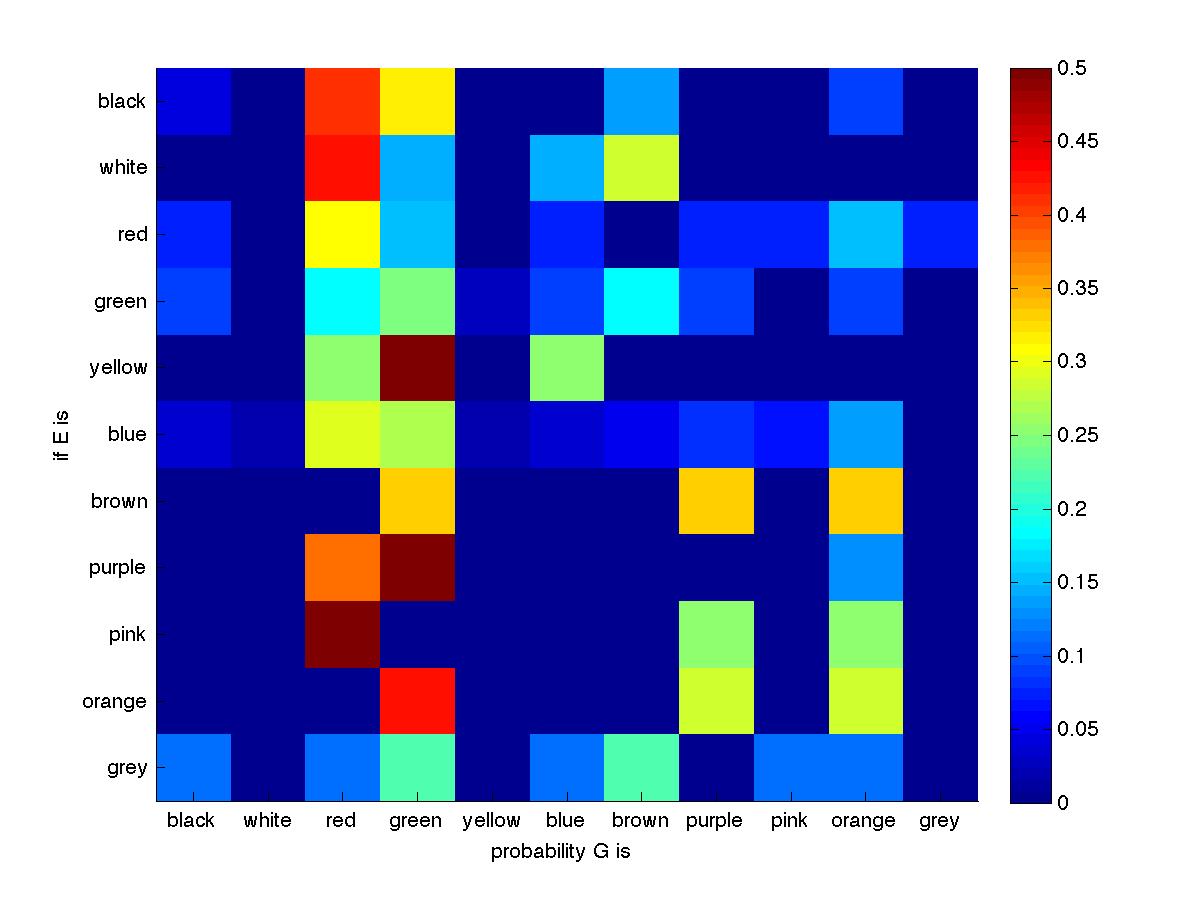 if E is
black
white
red
green
yellow
blue
brown
purple
pink
orange
grey
black white red green yellow blue brown purple pink orange grey
probability G is
0.5
0.45
0.4
0.35
0.3
0.25
0.2
0.15
0.1
0.05
0